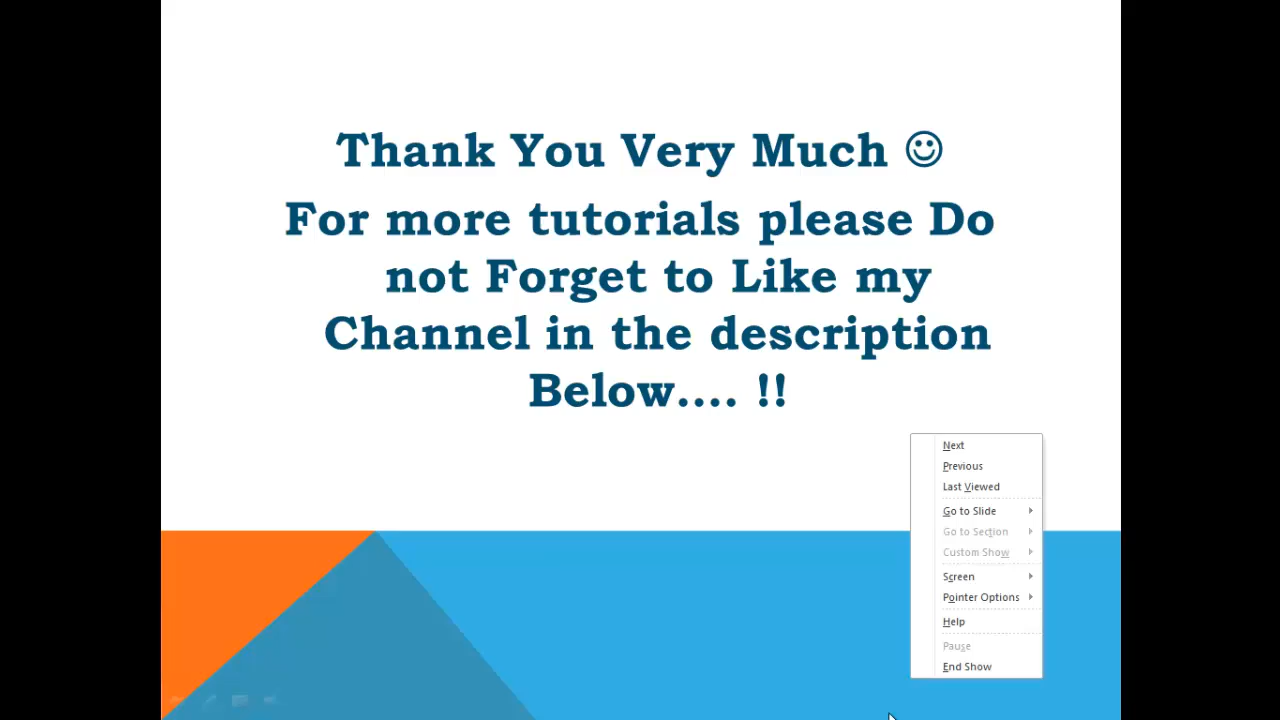 Thank You Very Much ☺
For more tutorials please Do
not Forget to Like my
Channel in the description
Below.... !!
Next
Previous
Last Viewed
Go to Slide
Go to Section
Custom Show
Screen
Pointer Options
Help
Pause
End Show